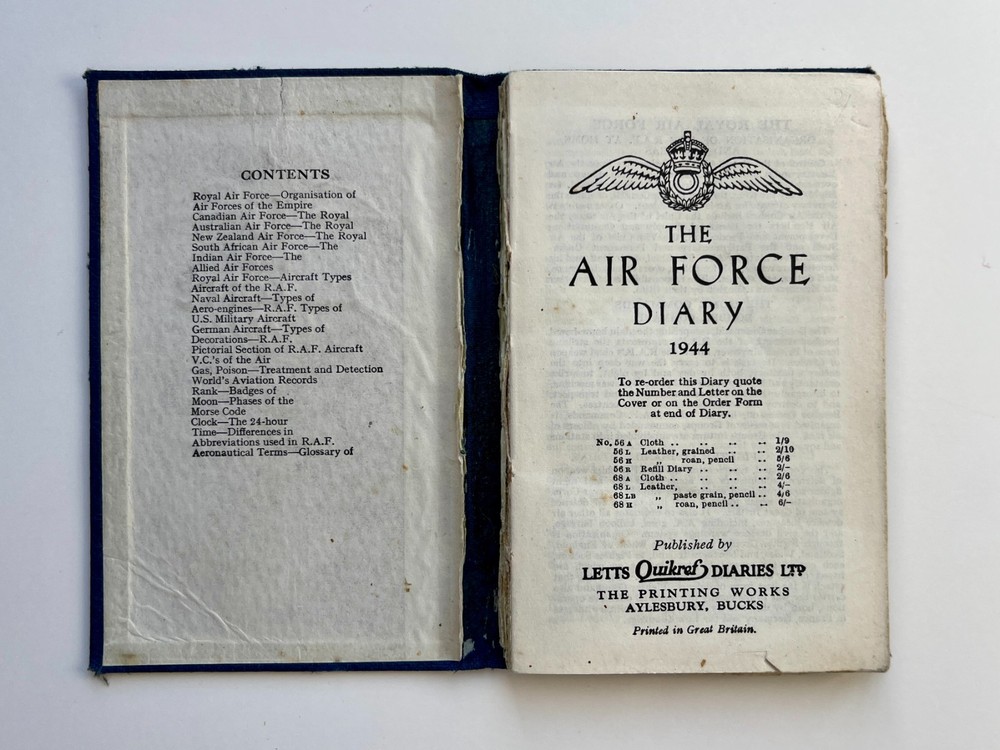 CONTENTS
Royal Air Force—Organisation of
Air Forces of the Empire
Canadian Air Force—The Royal
Australian Air Force—The Royal
New Zealand Air Force—The Royal
South African Air Force—The
Indian Air Force—The
Allied Air Forces
Royal Air Force—Aircraft Types
Aircraft of the R.A.F.
Naval Aircraft—Types of
Aero-engines—R.A.F. Types of
U.S. Military Aircraft
German Aircraft—Types of
Decorations—R.A.F.
Pictorial Section of R.A.F. Aircraft
V.C.'s of the Air
Gas, Poison—Treatment and Detection
World's Aviation Records
Rank—Badges of
Moon—Phases of the
Morse Code
Clock—The 24-hour
Time—Differences in
Abbreviations used in R.A.F.
Aeronautical Terms—Glossary of
THE
AIR FORCE
DIARY
1944
To re-order this Diary quote
the Number and Letter on the
Cover or on the Order Form
at end of Diary.
No. 56 A Cloth .. .. .. .. 1/9
56 L Leather, grained .. .. 2/10
56 H „ roan, pencil .. 5/6
56 R Refill Diary .. .. .. 2/-
68 A Cloth .. .. .. .. 2/6
68 L Leather, .. .. .. 4/-
68 LB „ paste grain, pencil .. 4/6
68 H „ roan, pencil .. .. 6/-
Published by
LETTS Quikref DIARIES LTD
THE PRINTING WORKS
AYLESBURY, BUCKS
Printed in Great Britain.